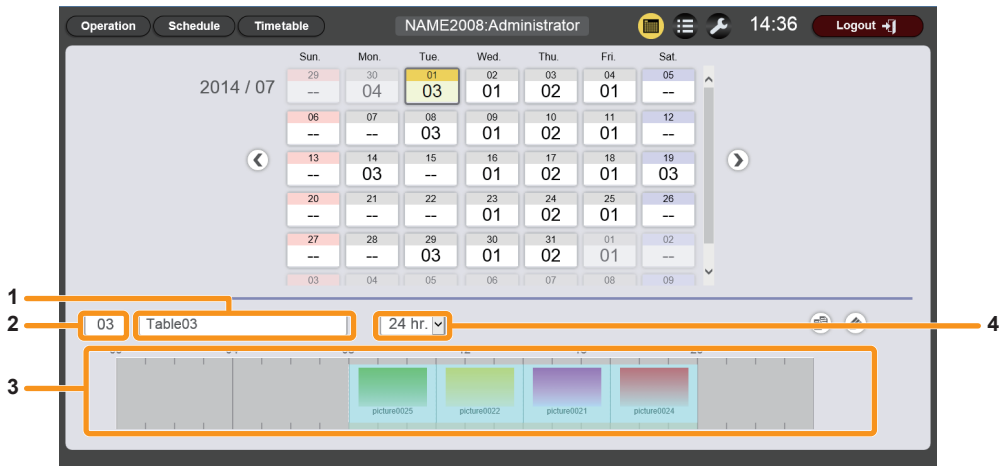 Operation Schedule Timetable NAME2008:Administrator 14:36 Logout
Sun. Mon. Tue. Wed. Thu. Fri. Sat.
2014 / 07
29 30 01 02 03 04 05
-- 04 03 01 02 01 --
06 07 08 09 10 11 12
-- -- 03 01 02 01 --
13 14 15 16 17 18 19
-- 03 -- 01 02 01 03
20 21 22 23 24 25 26
-- -- -- 01 02 01 --
27 28 29 30 31 01 02
-- -- 03 01 02 01 --
03 04 05 06 07 08 09
1
2 03 Table03 24 hr. 4
3
picture0025 picture0022 picture0021 picture0024